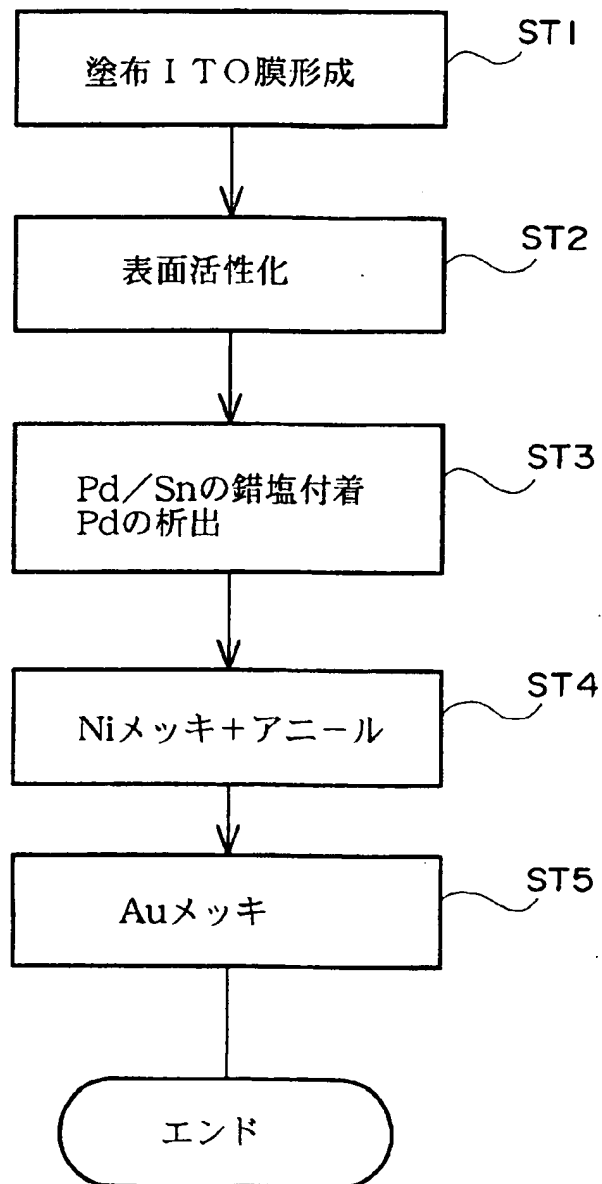 ST1
塗布ITO膜形成
ST2
表面活性化
ST3
Pd/Snの錯塩付着
Pdの析出
ST4
Niメッキ+アニール
ST5
Auメッキ
エンド